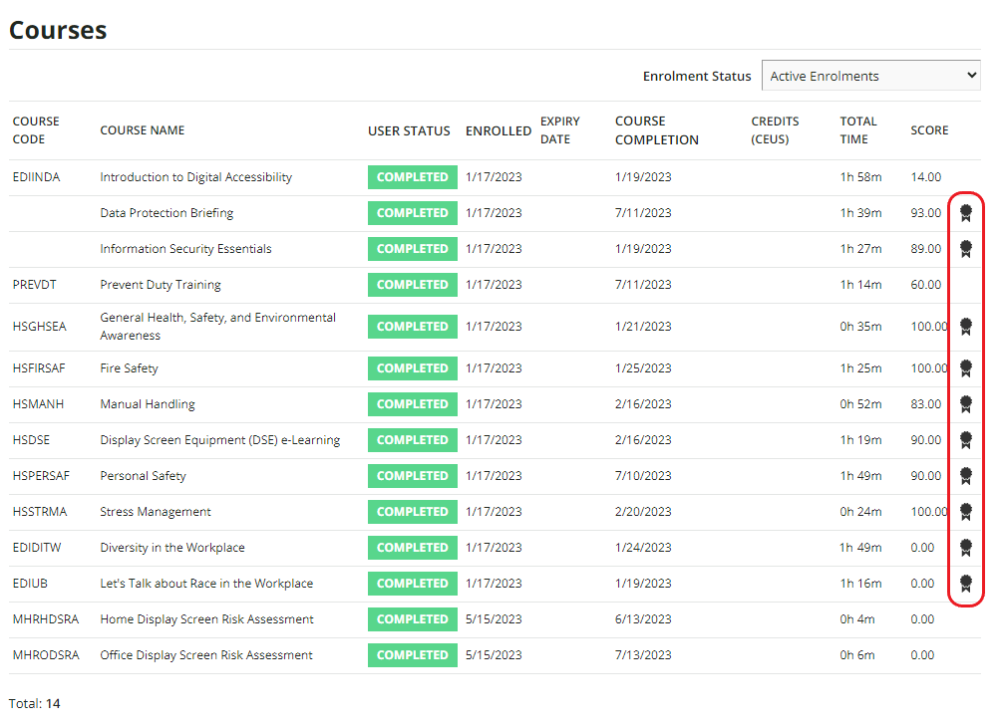 Courses
Enrolment Status Active Enrolments
COURSE CODE COURSE NAME USER STATUS ENROLLED EXPIRY DATE COURSE COMPLETION CREDITS (CEUS) TOTAL TIME SCORE
EDIINDA Introduction to Digital Accessibility COMPLETED 1/17/2023 1/19/2023 1h 58m 14.00
Data Protection Briefing COMPLETED 1/17/2023 7/11/2023 1h 39m 93.00
Information Security Essentials COMPLETED 1/17/2023 1/19/2023 1h 27m 89.00
PREVDT Prevent Duty Training COMPLETED 1/17/2023 7/11/2023 1h 14m 60.00
HSGHSEA General Health, Safety, and Environmental Awareness COMPLETED 1/17/2023 1/21/2023 0h 35m 100.00
HSFIRSAF Fire Safety COMPLETED 1/17/2023 1/25/2023 1h 25m 100.00
HSMANH Manual Handling COMPLETED 1/17/2023 2/16/2023 0h 52m 83.00
HSDSE Display Screen Equipment (DSE) e-Learning COMPLETED 1/17/2023 2/16/2023 1h 19m 90.00
HSPERSAF Personal Safety COMPLETED 1/17/2023 7/10/2023 1h 49m 90.00
HSSTRMA Stress Management COMPLETED 1/17/2023 2/20/2023 0h 24m 100.00
EDIDITW Diversity in the Workplace COMPLETED 1/17/2023 1/24/2023 1h 49m 0.00
EDIUB Let's Talk about Race in the Workplace COMPLETED 1/17/2023 1/19/2023 1h 16m 0.00
MHRHDSRA Home Display Screen Risk Assessment COMPLETED 5/15/2023 6/13/2023 0h 4m 0.00
MHRODSRA Office Display Screen Risk Assessment COMPLETED 5/15/2023 7/13/2023 0h 6m 0.00
Total: 14